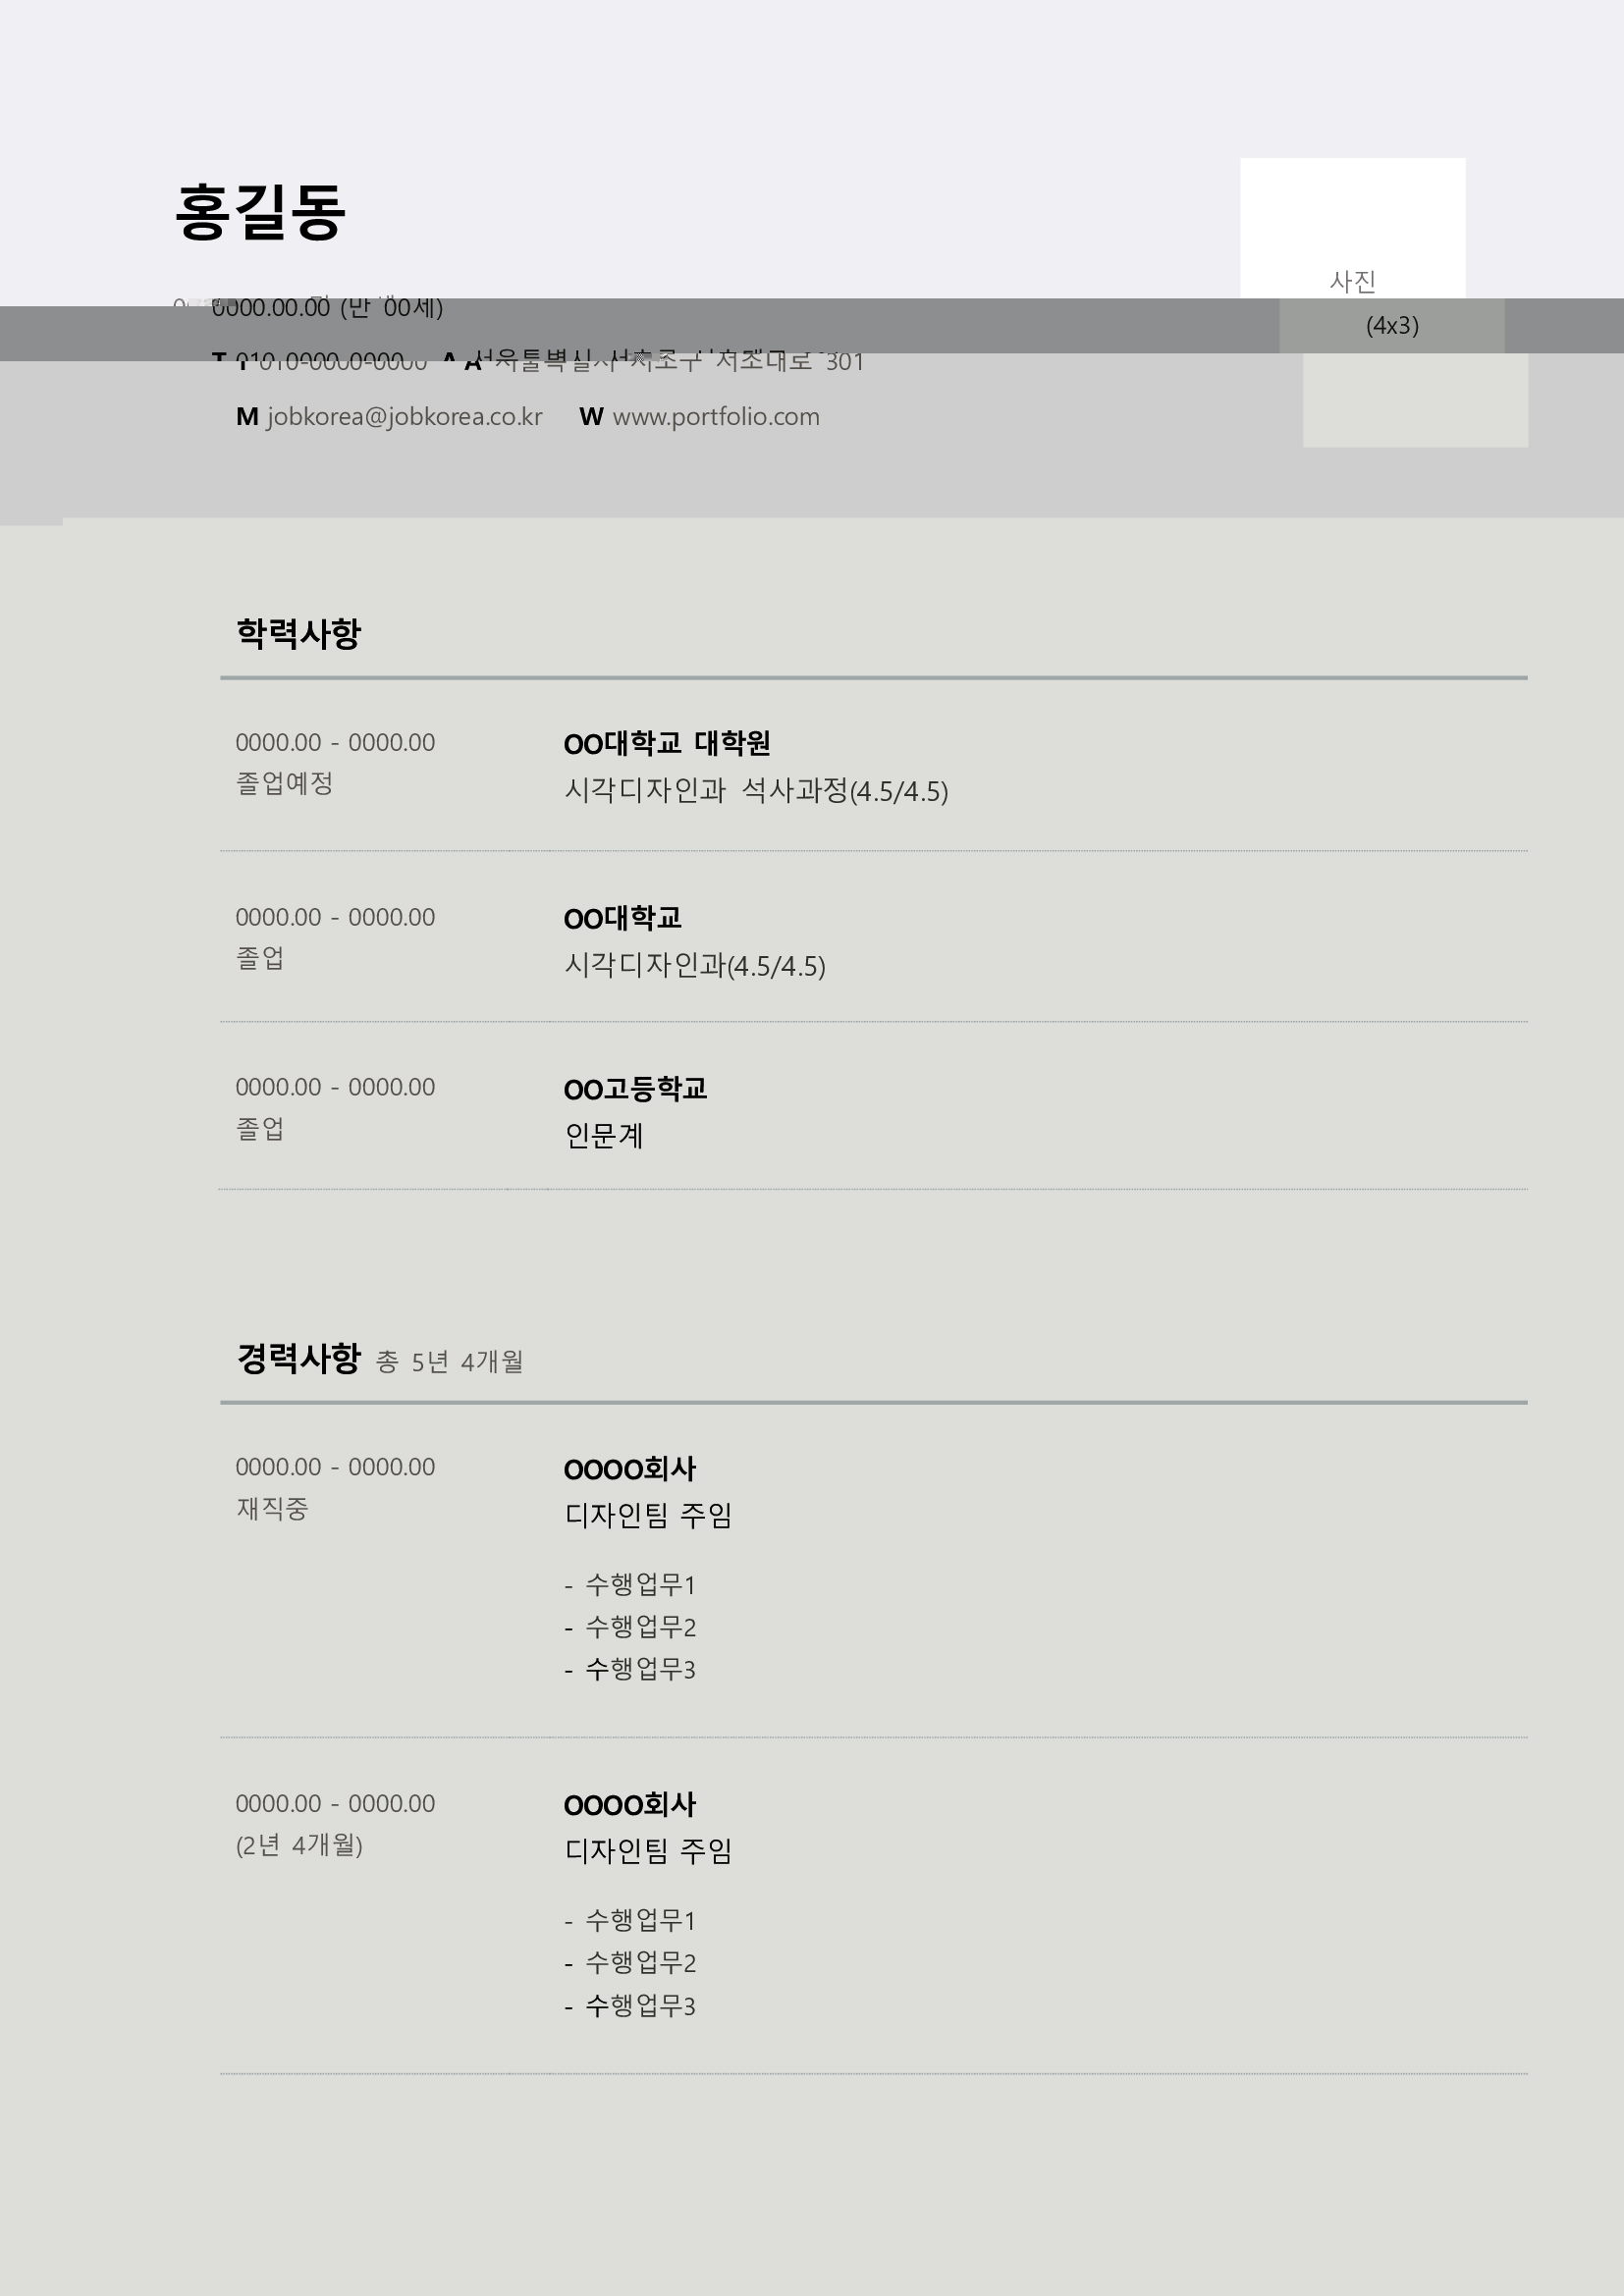 홍길동
사진
0000.00.00 (만 00세)
(4x3)
T 010-0000-0000 A 서초구 서초대로 301
M jobkorea@jobkorea.co.kr W www.portfolio.com
학력사항
0000.00 - 0000.00 OO대학교 대학원
졸업예정 시각디자인과 석사과정(4.5/4.5)
0000.00 - 0000.00 OO대학교
졸업 시각디자인과(4.5/4.5)
0000.00 - 0000.00 OO고등학교
졸업 인문계
경력사항 총 5년 4개월
0000.00 - 0000.00 OOOO회사
재직중 디자인팀 주임
- 수행업무1
- 수행업무2
- 수행업무3
0000.00 - 0000.00 OOOO회사
(2년 4개월) 디자인팀 주임
- 수행업무1
- 수행업무2
- 수행업무3